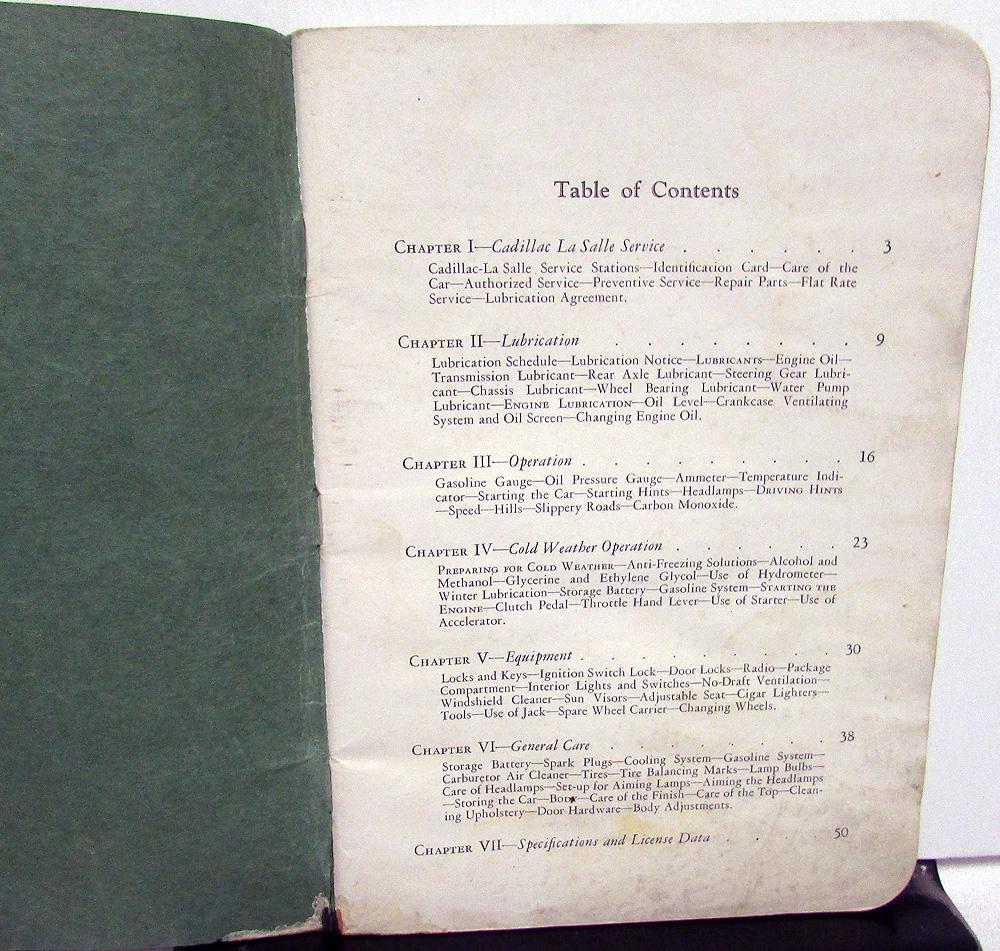 Table of Contents
CHAPTER I—Cadillac La Salle Service . . . . . . 3
Cadillac-La Salle Service Stations—Identification Card—Care of the
Car—Authorized Service—Preventive Service—Repair Parts—Flat Rate
Service—Lubrication Agreement.
CHAPTER II—Lubrication . . . . . . . . 9
Lubrication Schedule—Lubrication Notice—LUBRICANTS—Engine Oil—
Transmission Lubricant—Rear Axle Lubricant—Steering Gear Lubri-
cant—Chassis Lubricant—Wheel Bearing Lubricant—Water Pump
Lubricant—ENGINE LUBRICATION—Oil Level—Crankcase Ventilating
System and Oil Screen—Changing Engine Oil.
CHAPTER III—Operation . . . . . . . . . 16
Gasoline Gauge—Oil Pressure Gauge—Ammeter—Temperature Indi-
cator—Starting the Car—Starting Hints—Headlamps—DRIVING HINTS
—Speed—Hills—Slippery Roads—Carbon Monoxide.
CHAPTER IV—Cold Weather Operation . . . . . . 23
PREPARING FOR COLD WEATHER—Anti-Freezing Solutions—Alcohol and
Methanol—Glycerine and Ethylene Glycol—Use of Hydrometer—
Winter Lubrication—Storage Battery—Gasoline System—STARTING THE
ENGINE—Clutch Pedal—Throttle Hand Lever—Use of Starter—Use of
Accelerator.
CHAPTER V—Equipment . . . . . . . . . 30
Locks and Keys—Ignition Switch Lock—Door Locks—Radio—Package
Compartment—Interior Lights and Switches—No-Draft Ventilation—
Windshield Cleaner—Sun Visors—Adjustable Seat—Cigar Lighters—
Tools—Use of Jack—Spare Wheel Carrier—Changing Wheels.
CHAPTER VI—General Care . . . . . . . . 38
Storage Battery—Spark Plugs—Cooling System—Gasoline System—
Carburetor Air Cleaner—Tires—Tire Balancing Marks—Lamp Bulbs—
Care of Headlamps—Set-up for Aiming Lamps—Aiming the Headlamps
—Storing the Car—Body—Care of the Finish—Care of the Top—Clean-
ing Upholstery—Door Hardware—Body Adjustments.
CHAPTER VII—Specifications and License Data . . . . 50